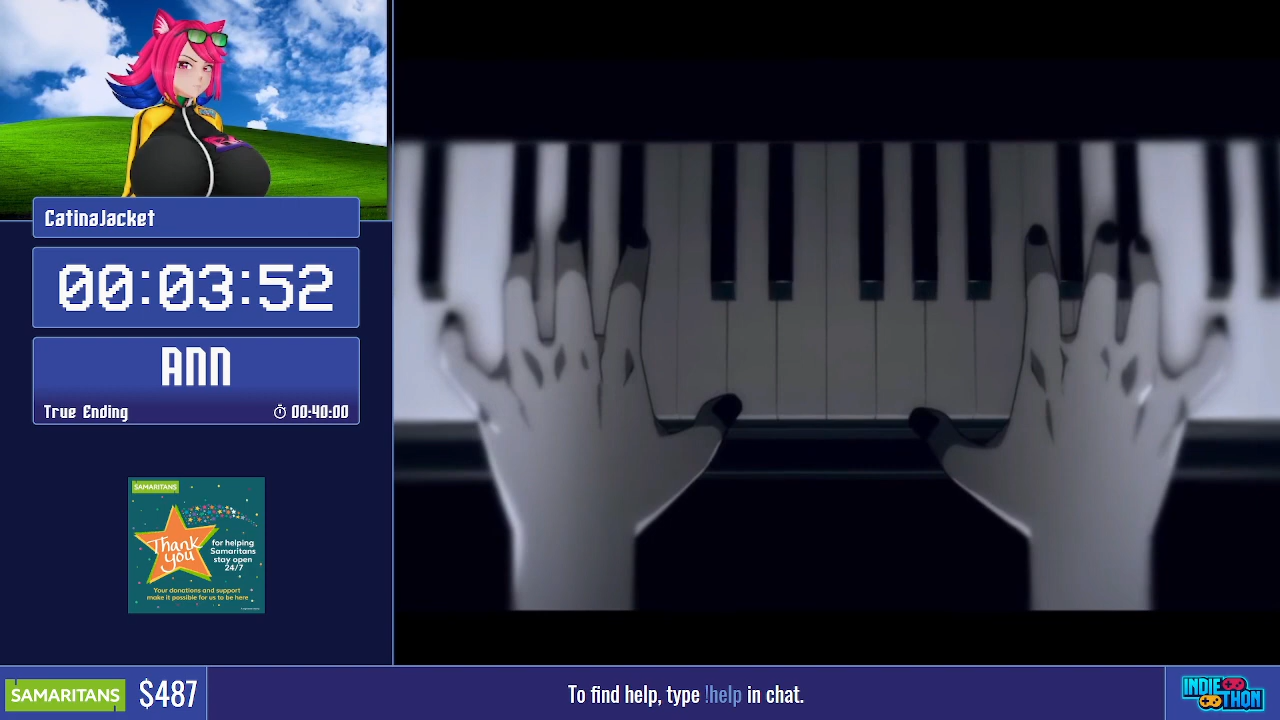 CatinaJacket
00:03:52
ANN
True Ending
00:40:00
SAMARITANS
Thank
you
for helping
Samaritans
stay open
24/7
Your donations and support
make it possible for us to be here
SAMARITANS
$487
To find help, type !help in chat.
INDIE
THON